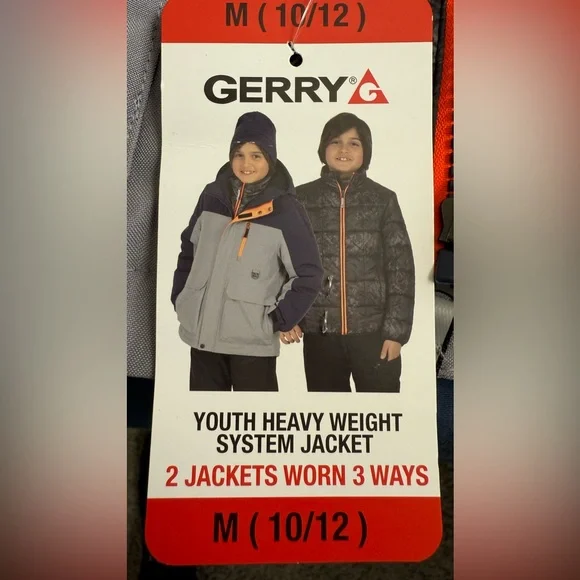 M ( 10/12 )
GERRY® G
YOUTH HEAVY WEIGHT
SYSTEM JACKET
2 JACKETS WORN 3 WAYS
M ( 10/12 )